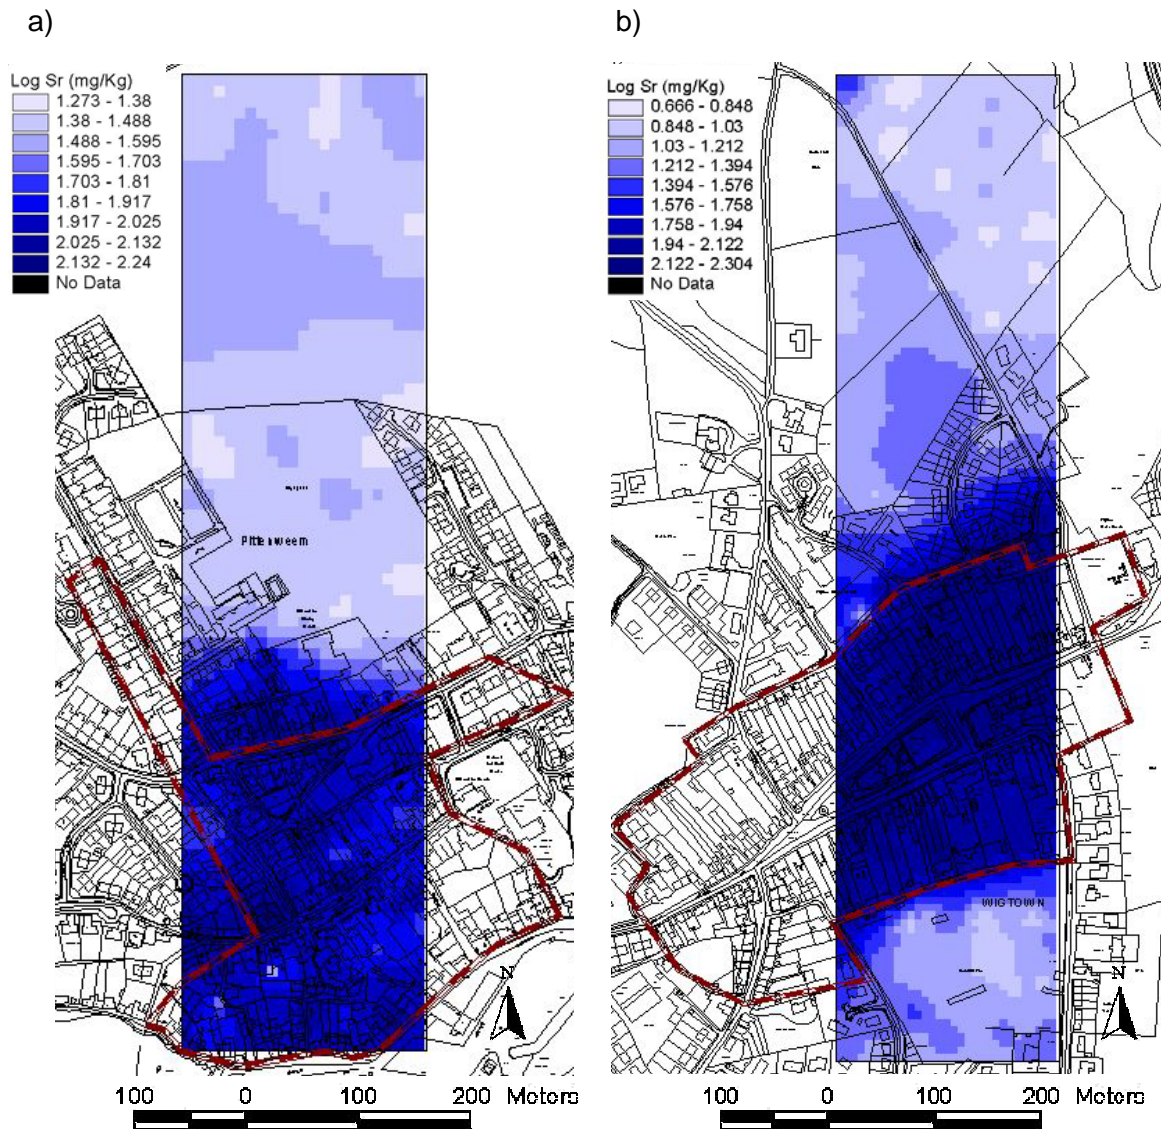 a)
Log Sr (mg/Kg)
1.273 - 1.38
1.38 - 1.488
1.488 - 1.595
1.595 - 1.703
1.703 - 1.81
1.81 - 1.917
1.917 - 2.025
2.025 - 2.132
2.132 - 2.24
No Data
Pittenweem
N
100 0 100 200 Meters
b)
Log Sr (mg/Kg)
0.666 - 0.848
0.848 - 1.03
1.03 - 1.212
1.212 - 1.394
1.394 - 1.576
1.576 - 1.758
1.758 - 1.94
1.94 - 2.122
2.122 - 2.304
No Data
WIGTOWN
N
100 0 100 200 Meters